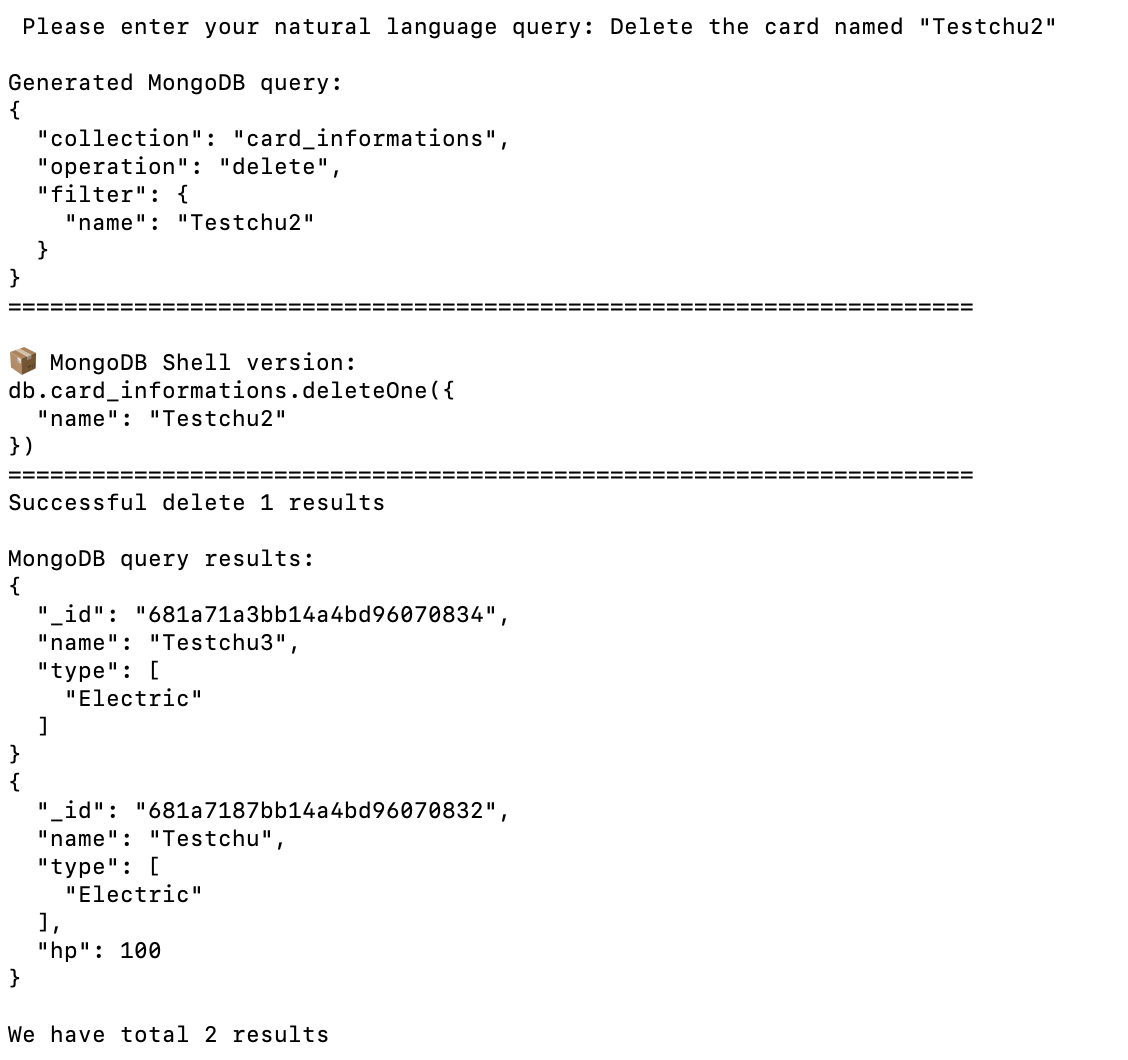 Please enter your natural language query: Delete the card named "Testchu2"
Generated MongoDB query:
{
  "collection": "card_informations",
  "operation": "delete",
  "filter": {
    "name": "Testchu2"
  }
}
=====================================================================
📦 MongoDB Shell version:
db.card_informations.deleteOne({
  "name": "Testchu2"
})
=====================================================================
Successful delete 1 results
MongoDB query results:
{
  "_id": "681a71a3bb14a4bd96070834",
  "name": "Testchu3",
  "type": [
    "Electric"
  ]
}
{
  "_id": "681a7187bb14a4bd96070832",
  "name": "Testchu",
  "type": [
    "Electric"
  ],
  "hp": 100
}
We have total 2 results